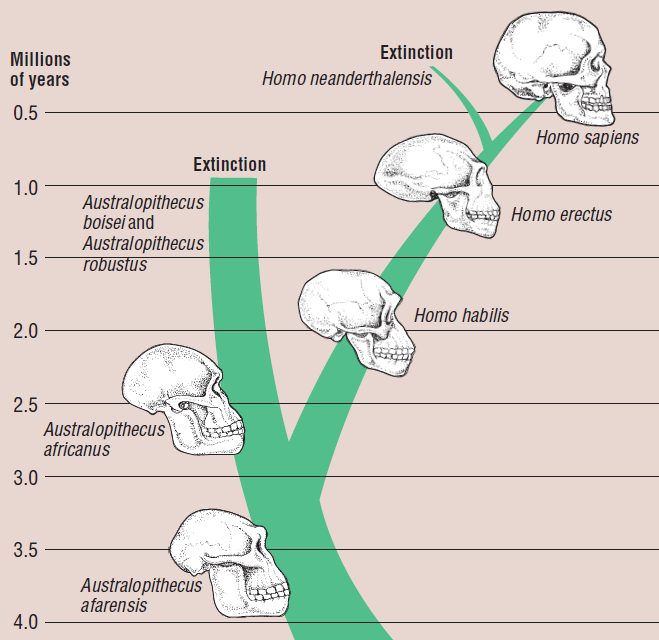 Millions
of years
Extinction
Homo neanderthalensis
0.5
Homo sapiens
Extinction
1.0
Australopithecus
boisei and
Australopithecus
robustus
Homo erectus
1.5
Homo habilis
2.0
2.5
Australopithecus
africanus
3.0
3.5
Australopithecus
afarensis
4.0